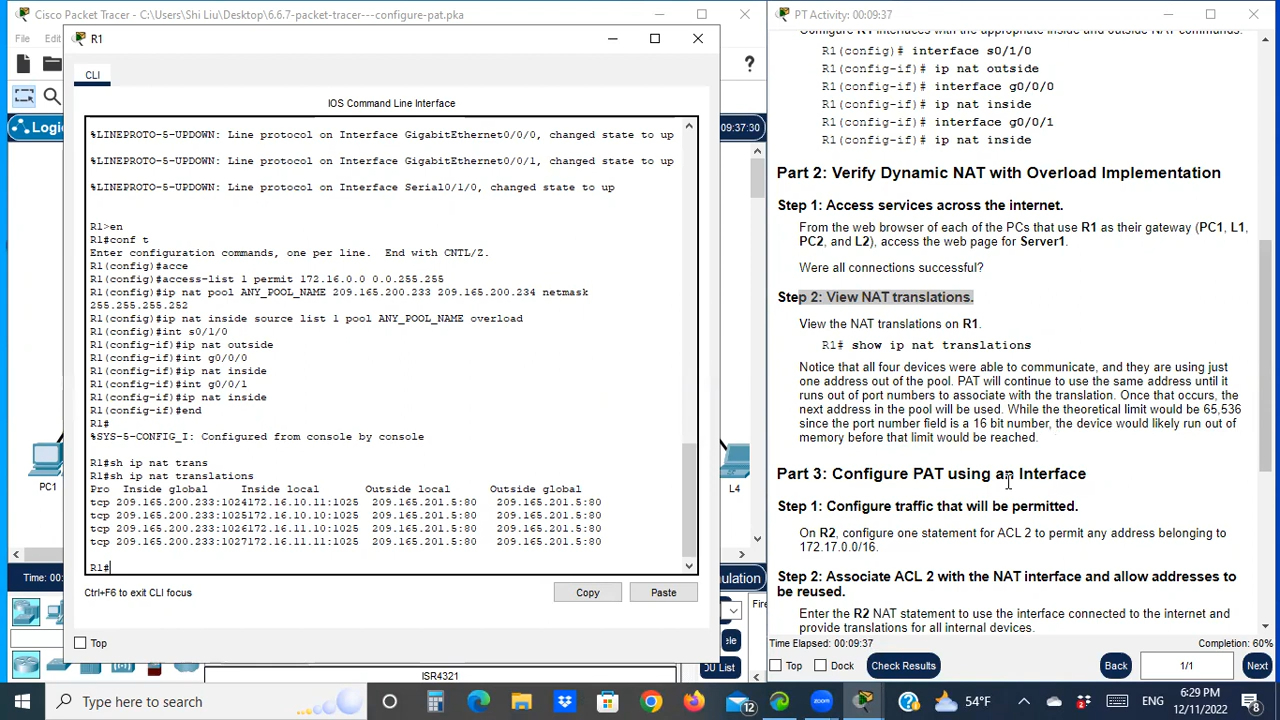 Cisco Packet Tracer - C:\Users\Shi Liu\Desktop\6.6.7-packet-tracer---configure-pat.pka
File Edi
R1
?
Logic
09:37:30
CLI
IOS Command Line Interface
%LINEPROTO-5-UPDOWN: Line protocol on Interface GigabitEthernet0/0/0, changed state to up
%LINEPROTO-5-UPDOWN: Line protocol on Interface GigabitEthernet0/0/1, changed state to up
%LINEPROTO-5-UPDOWN: Line protocol on Interface Serial0/1/0, changed state to up
R1>en
R1#conf t
Enter configuration commands, one per line.  End with CNTL/Z.
R1(config)#acce
R1(config)#access-list 1 permit 172.16.0.0 0.0.255.255
R1(config)#ip nat pool ANY_POOL_NAME 209.165.200.233 209.165.200.234 netmask
255.255.255.252
R1(config)#ip nat inside source list 1 pool ANY_POOL_NAME overload
R1(config)#int s0/1/0
R1(config-if)#ip nat outside
R1(config-if)#int g0/0/0
R1(config-if)#ip nat inside
R1(config-if)#int g0/0/1
R1(config-if)#ip nat inside
R1(config-if)#end
R1#
%SYS-5-CONFIG_I: Configured from console by console
R1#sh ip nat trans
R1#sh ip nat translations
Pro  Inside global     Inside local       Outside local      Outside global
tcp 209.165.200.233:1024172.16.10.11:1025  209.165.201.5:80   209.165.201.5:80
tcp 209.165.200.233:1025172.16.10.10:1025  209.165.201.5:80   209.165.201.5:80
tcp 209.165.200.233:1026172.16.11.10:1025  209.165.201.5:80   209.165.201.5:80
tcp 209.165.200.233:1027172.16.11.11:1025  209.165.201.5:80   209.165.201.5:80
R1#
Ctrl+F6 to exit CLI focus
Copy
Paste
Top
PC1
L4
Time: 00:
mulation
Fire
ele
DU List
ISR4321
PT Activity: 00:09:37
Configure R1 interfaces with the appropriate inside and outside NAT commands.
R1(config)# interface s0/1/0
R1(config-if)# ip nat outside
R1(config-if)# interface g0/0/0
R1(config-if)# ip nat inside
R1(config-if)# interface g0/0/1
R1(config-if)# ip nat inside
Part 2: Verify Dynamic NAT with Overload Implementation
Step 1: Access services across the internet.
From the web browser of each of the PCs that use R1 as their gateway (PC1, L1,
PC2, and L2), access the web page for Server1.
Were all connections successful?
Step 2: View NAT translations.
View the NAT translations on R1.
R1# show ip nat translations
Notice that all four devices were able to communicate, and they are using just
one address out of the pool. PAT will continue to use the same address until it
runs out of port numbers to associate with the translation. Once that occurs, the
next address in the pool will be used. While the theoretical limit would be 65,536
since the port number field is a 16 bit number, the device would likely run out of
memory before that limit would be reached.
Part 3: Configure PAT using an Interface
Step 1: Configure traffic that will be permitted.
On R2, configure one statement for ACL 2 to permit any address belonging to
172.17.0.0/16.
Step 2: Associate ACL 2 with the NAT interface and allow addresses to
be reused.
Enter the R2 NAT statement to use the interface connected to the internet and
provide translations for all internal devices.
Time Elapsed: 00:09:37
Completion: 60%
Top
Dock
Check Results
Back
1/1
Next
Type here to search
12
54°F
2
ENG
6:29 PM
12/11/2022
8